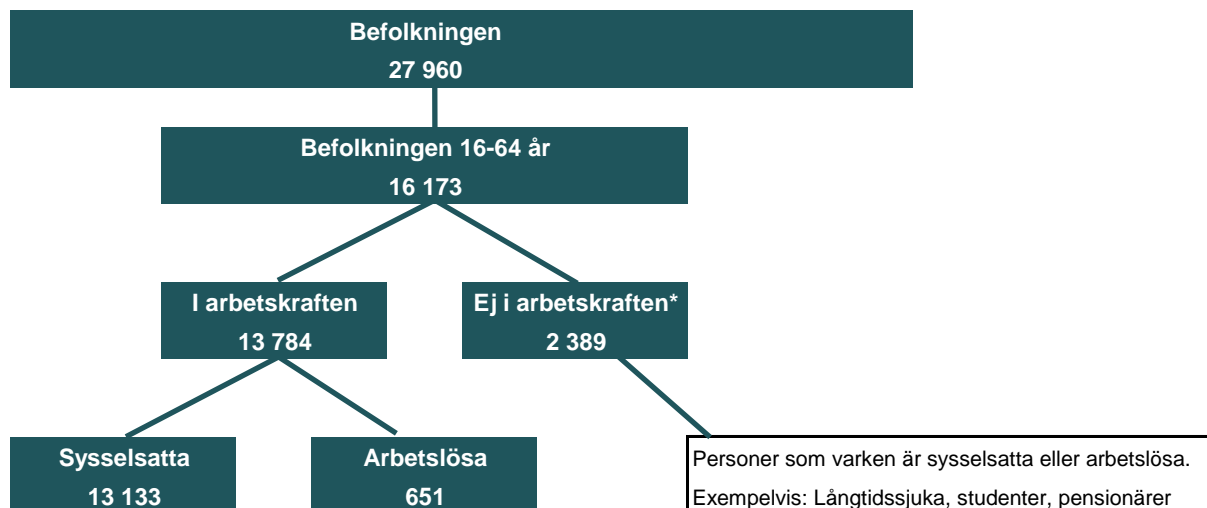 Befolkningen
27 960
Befolkningen 16-64 år
16 173
I arbetskraften
13 784
Ej i arbetskraften*
2 389
Sysselsatta
13 133
Arbetslösa
651
Personer som varken är sysselsatta eller arbetslösa.
Exempelvis: Långtidssjuka, studenter, pensionärer